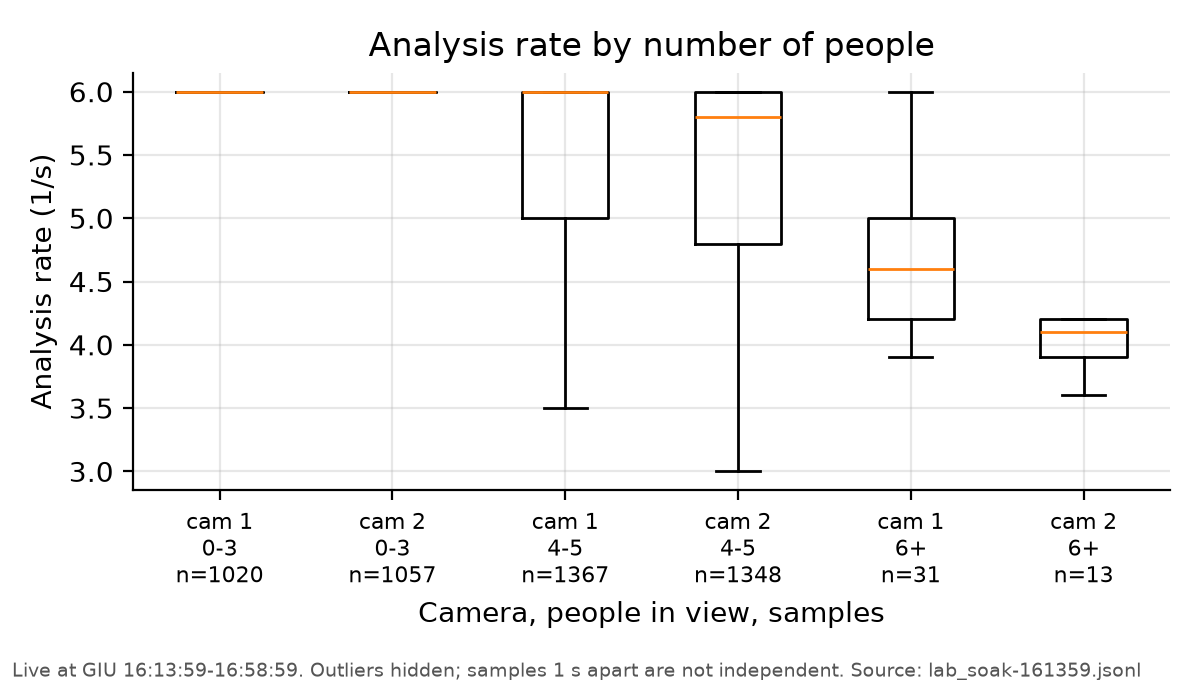 Analysis rate by number of people
Analysis rate (1/s)
6.0
5.5
5.0
4.5
4.0
3.5
3.0
cam 1 cam 2 cam 1 cam 2 cam 1 cam 2
0-3 0-3 4-5 4-5 6+ 6+
n=1020 n=1057 n=1367 n=1348 n=31 n=13
Camera, people in view, samples
Live at GIU 16:13:59-16:58:59. Outliers hidden; samples 1 s apart are not independent. Source: lab_soak-161359.jsonl